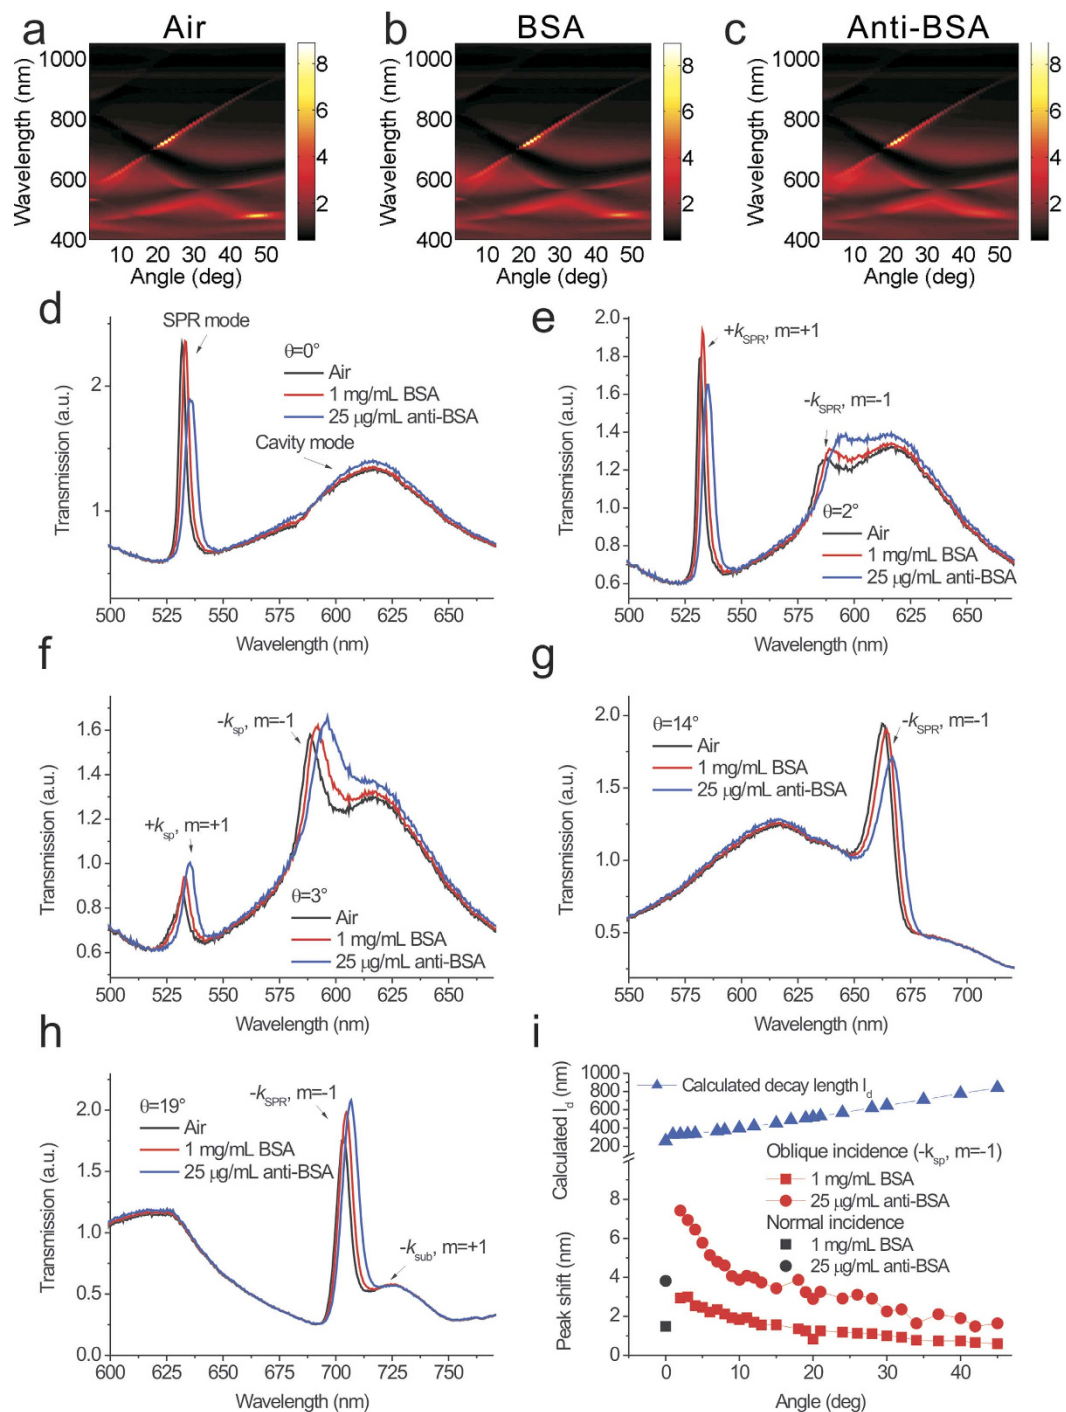 a Air
b BSA
c Anti-BSA
Wavelength (nm)
1000
800
600
400
8
6
4
2
10 20 30 40 50
Angle (deg)
Wavelength (nm)
1000
800
600
400
8
6
4
2
10 20 30 40 50
Angle (deg)
Wavelength (nm)
1000
800
600
400
8
6
4
2
10 20 30 40 50
Angle (deg)
d
SPR mode
θ=0°
Air
1 mg/mL BSA
25 µg/mL anti-BSA
Cavity mode
Transmission (a.u.)
2
1
500 525 550 575 600 625 650
Wavelength (nm)
e
+kSPR, m=+1
-kSPR, m=-1
θ=2°
Air
1 mg/mL BSA
25 µg/mL anti-BSA
Transmission (a.u.)
2.0
1.8
1.6
1.4
1.2
1.0
0.8
0.6
500 525 550 575 600 625 650
Wavelength (nm)
f
-ksp, m=-1
+ksp, m=+1
θ=3°
Air
1 mg/mL BSA
25 µg/mL anti-BSA
Transmission (a.u.)
1.6
1.4
1.2
1.0
0.8
0.6
500 525 550 575 600 625 650
Wavelength (nm)
g
θ=14°
Air
1 mg/mL BSA
25 µg/mL anti-BSA
-kSPR, m=-1
Transmission (a.u.)
2.0
1.5
1.0
0.5
550 575 600 625 650 675 700
Wavelength (nm)
h
θ=19°
Air
1 mg/mL BSA
25 µg/mL anti-BSA
-kSPR, m=-1
-ksub, m=+1
Transmission (a.u.)
2.0
1.5
1.0
0.5
0.0
600 625 650 675 700 725 750
Wavelength (nm)
i
Calculated decay length ld
Oblique incidence (-ksp, m=-1)
1 mg/mL BSA
25 µg/mL anti-BSA
Normal incidence
1 mg/mL BSA
25 µg/mL anti-BSA
Calculated ld (nm)
1000
800
600
400
200
Peak shift (nm)
8
6
4
2
0
0 10 20 30 40
Angle (deg)